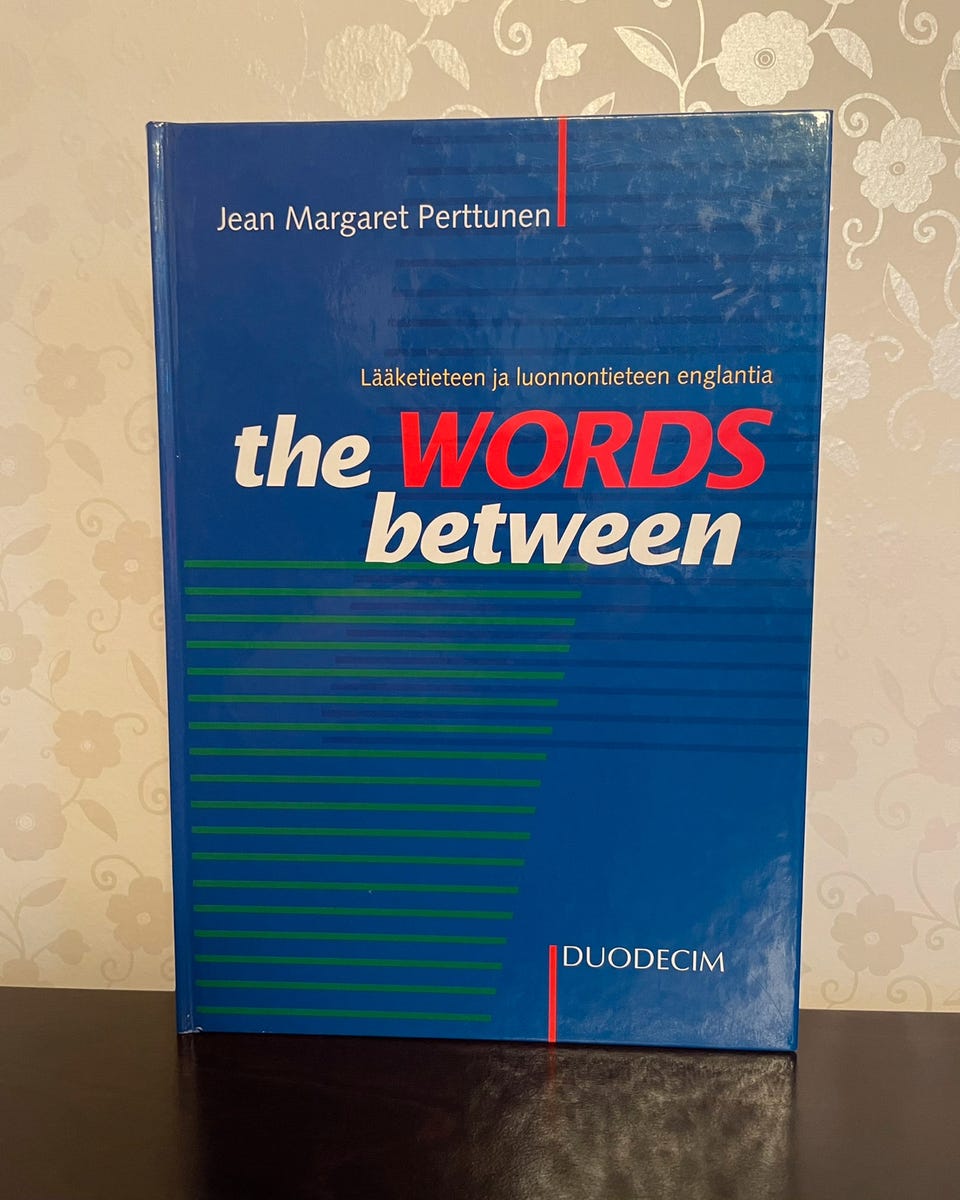 Jean Margaret Perttunen
Lääketieteen ja luonnontieteen englantia
the WORDS
between
DUODECIM